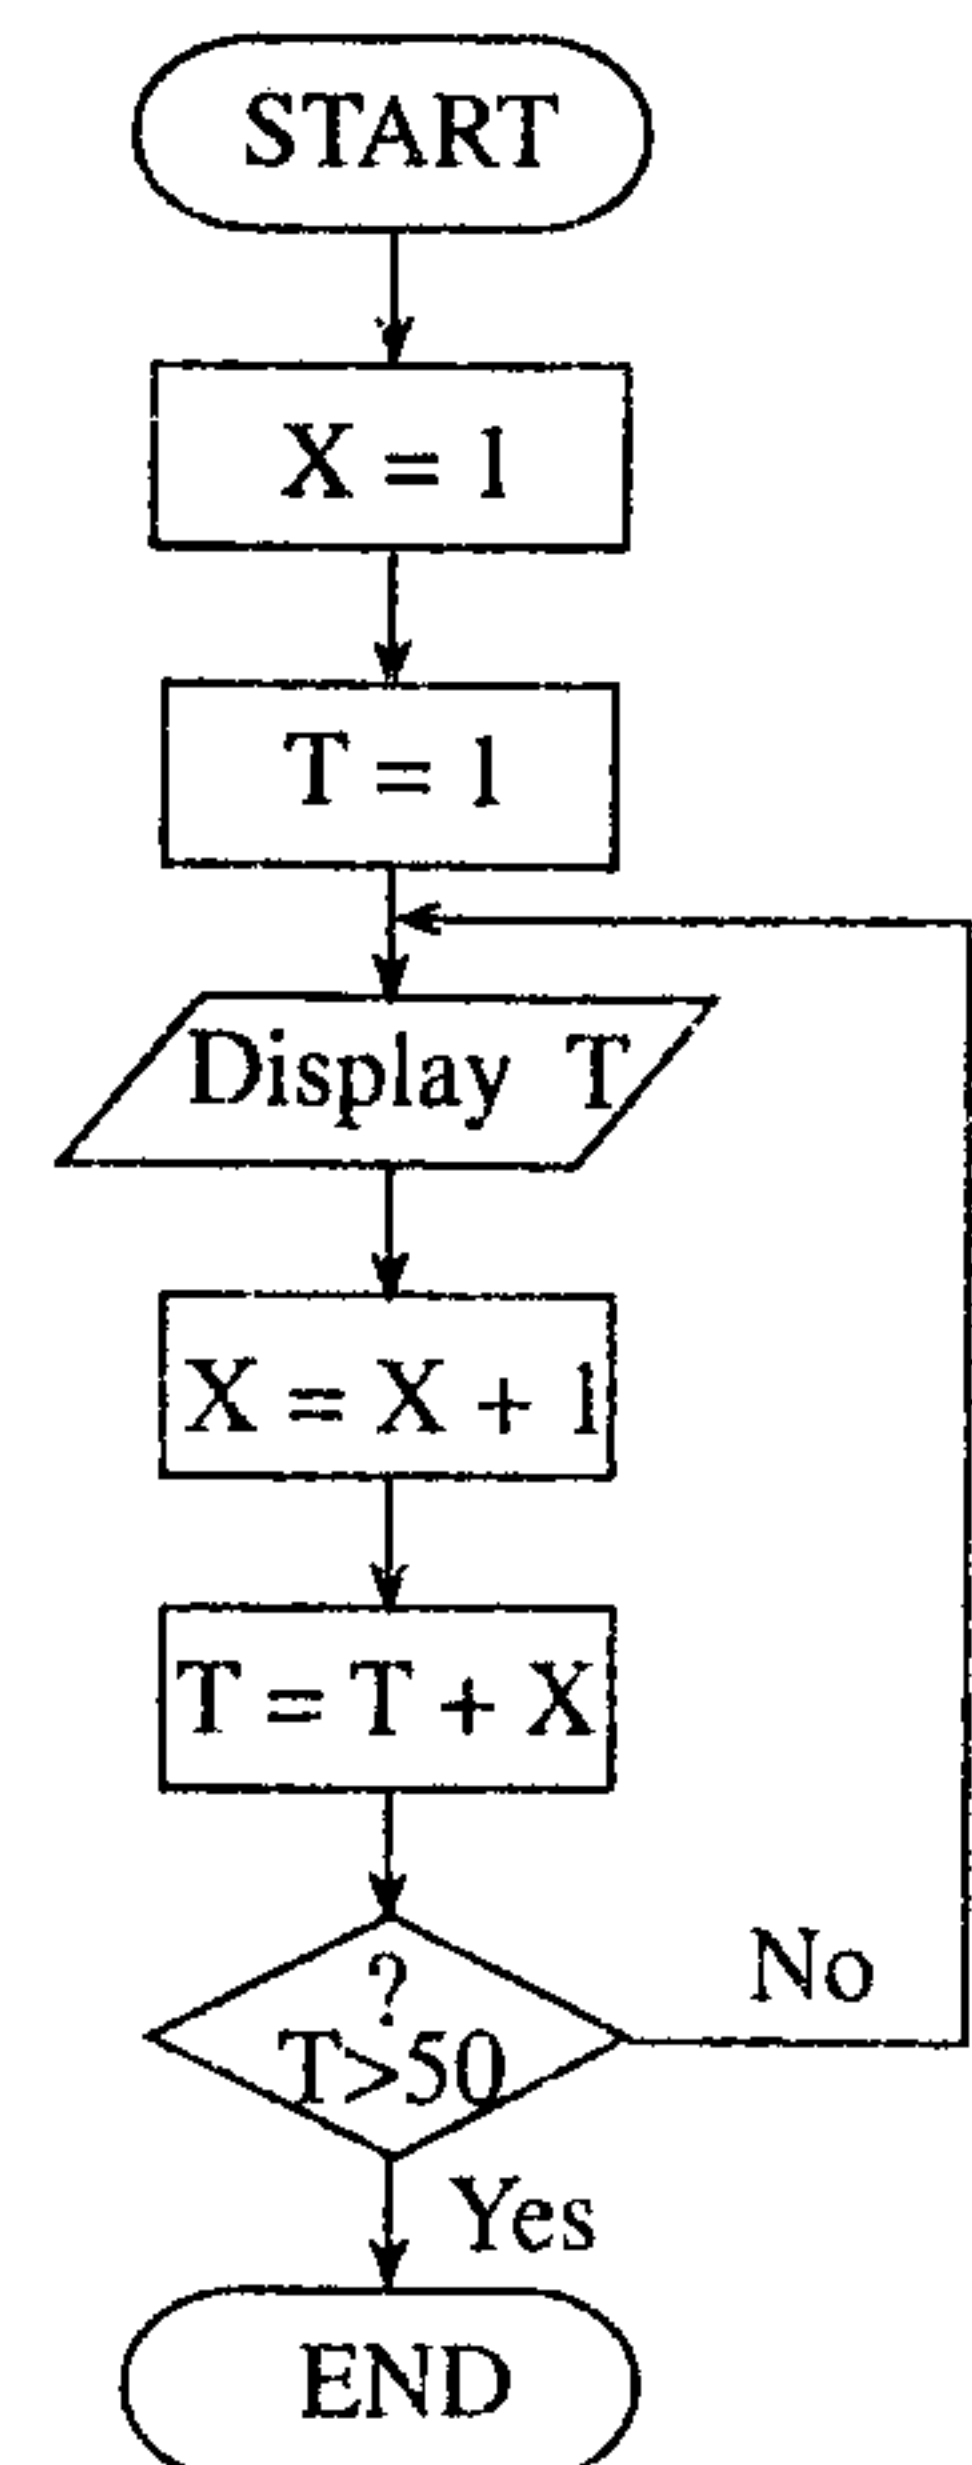 START
X = 1
T = 1
Display T
X = X + 1
T = T + X
?
T>50
No
Yes
END